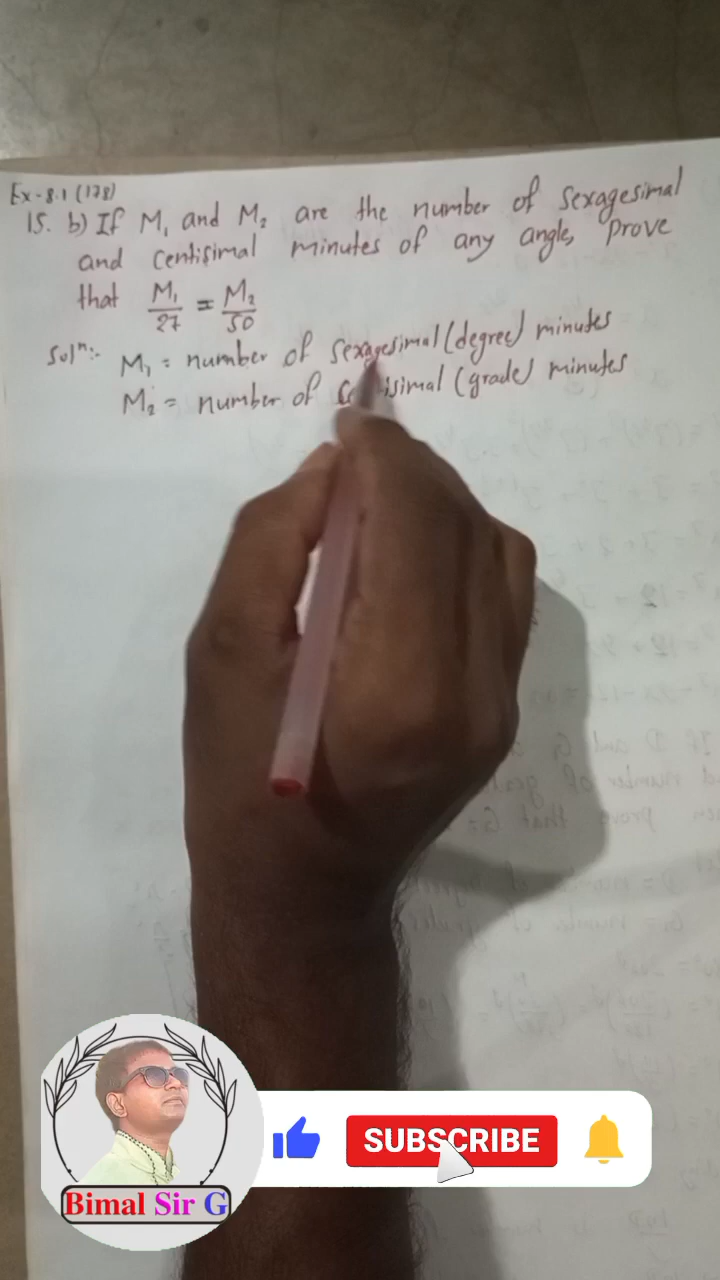 Ex-8.1 (178)
15. b) If M₁ and M₂ are the number of sexagesimal
and centisimal minutes of any angle, prove
that M₁/27 = M₂/50
Solⁿ:- M₁ = number of sexagesimal (degree) minutes
M₂ = number of (grade) minutes
SUBSCRIBE
Bimal Sir G